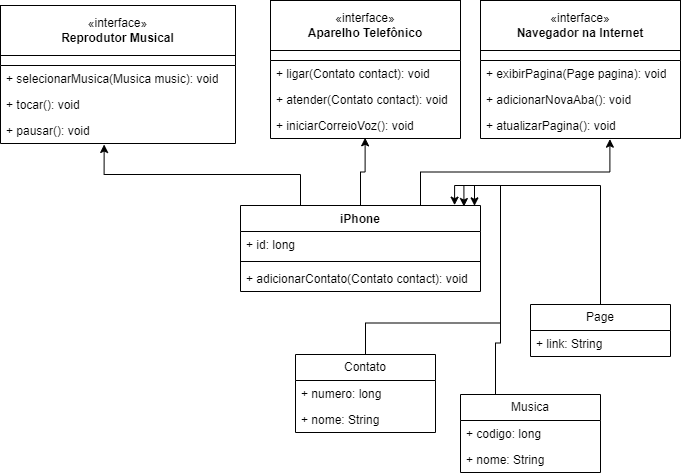 «interface»
Reprodutor Musical
+ selecionarMusica(Musica music): void
+ tocar(): void
+ pausar(): void
«interface»
Aparelho Telefônico
+ ligar(Contato contact): void
+ atender(Contato contact): void
+ iniciarCorreioVoz(): void
«interface»
Navegador na Internet
+ exibirPagina(Page pagina): void
+ adicionarNovaAba(): void
+ atualizarPagina(): void
iPhone
+ id: long
+ adicionarContato(Contato contact): void
Page
+ link: String
Contato
+ numero: long
+ nome: String
Musica
+ codigo: long
+ nome: String